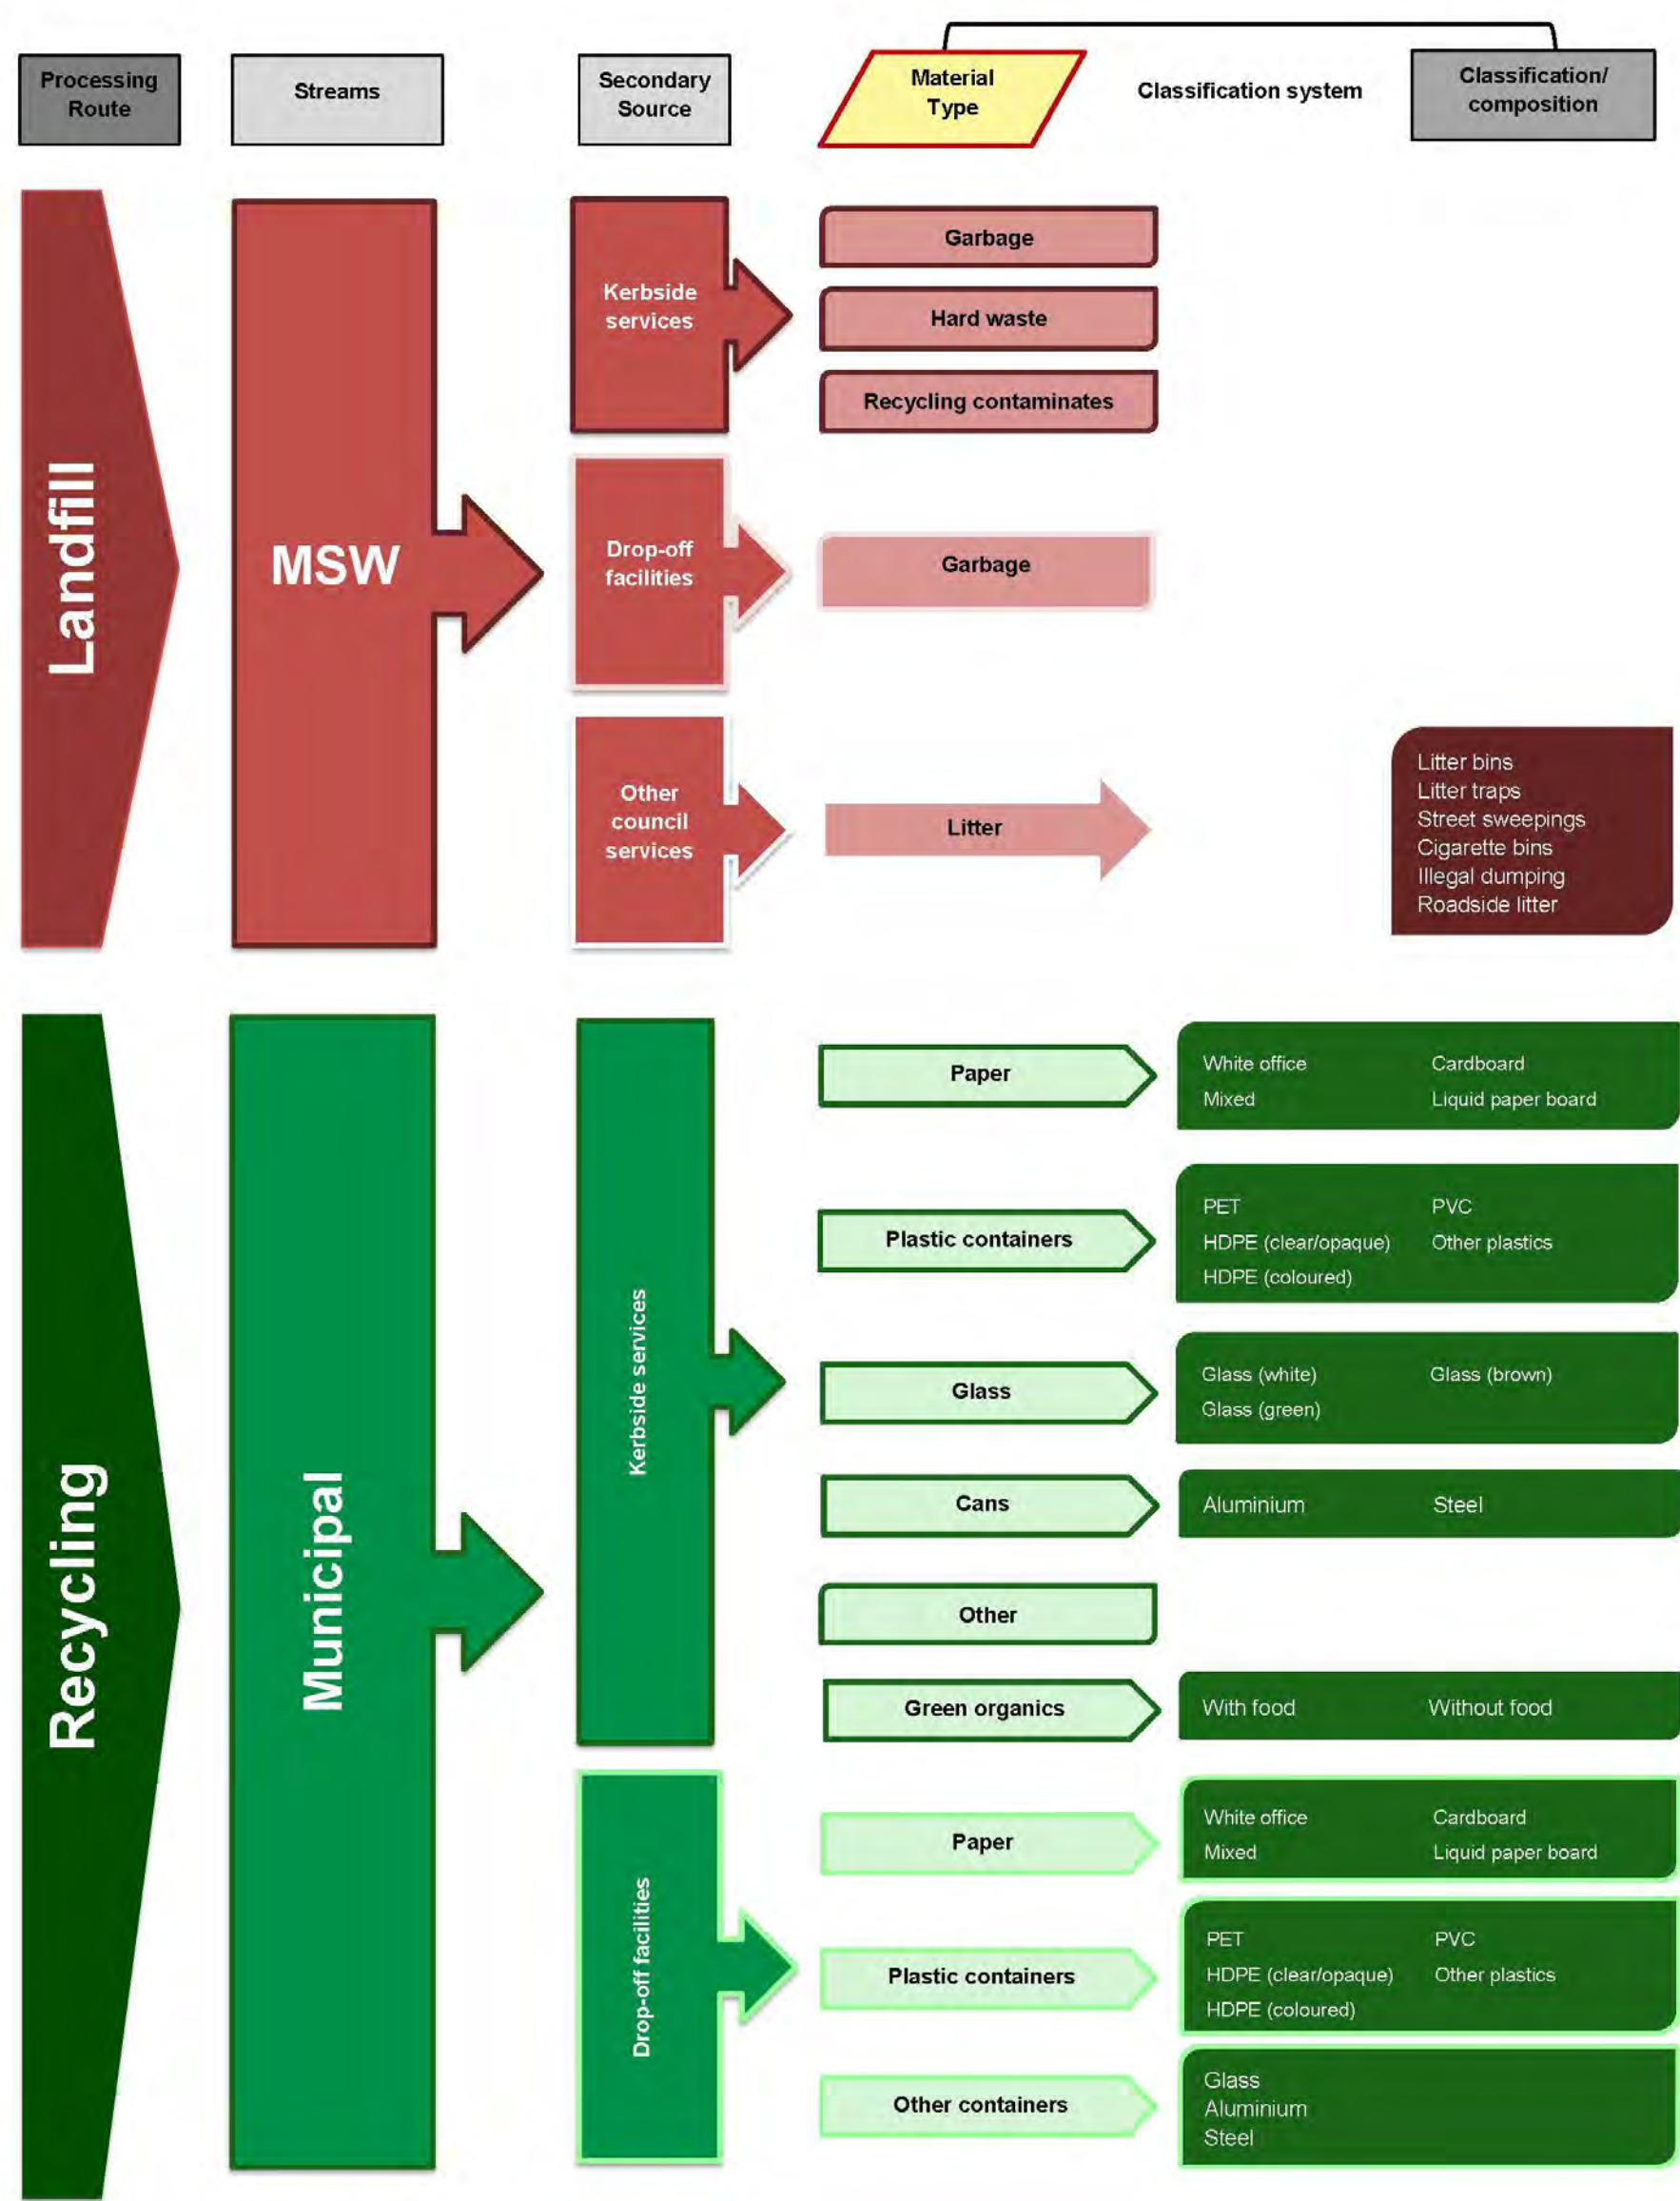 Processing
Route
Streams
Secondary
Source
Material
Type
Classification system
Classification/
composition
Landfill
MSW
Kerbside
services
Garbage
Hard waste
Recycling contaminates
Drop-off
facilities
Garbage
Other
council
services
Litter
Litter bins
Litter traps
Street sweepings
Cigarette bins
Illegal dumping
Roadside litter
Recycling
Municipal
Kerbside services
Paper
White office
Cardboard
Mixed
Liquid paper board
Plastic containers
PET
PVC
HDPE (clear/opaque)
Other plastics
HDPE (coloured)
Glass
Glass (white)
Glass (brown)
Glass (green)
Cans
Aluminium
Steel
Other
Green organics
With food
Without food
Drop-off facilities
Paper
White office
Cardboard
Mixed
Liquid paper board
Plastic containers
PET
PVC
HDPE (clear/opaque)
Other plastics
HDPE (coloured)
Other containers
Glass
Aluminium
Steel